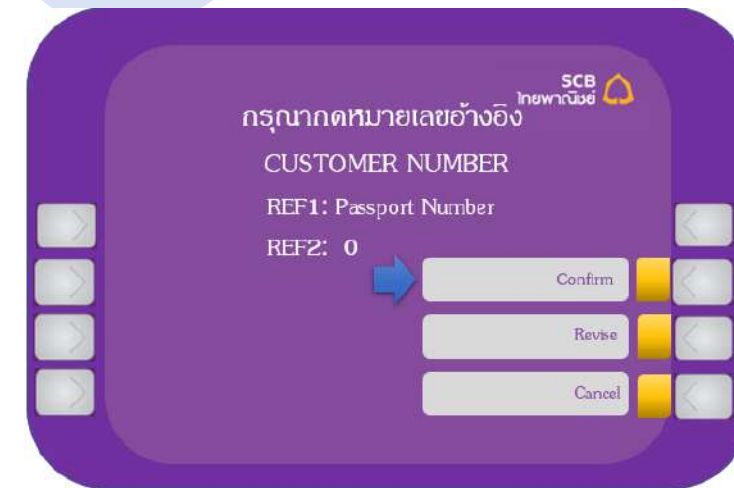 SCB
ไทยพาณิชย์
กรุณากดหมายเลขอ้างอิง
CUSTOMER NUMBER
REF1: Passport Number
REF2: 0
Confirm
Revise
Cancel